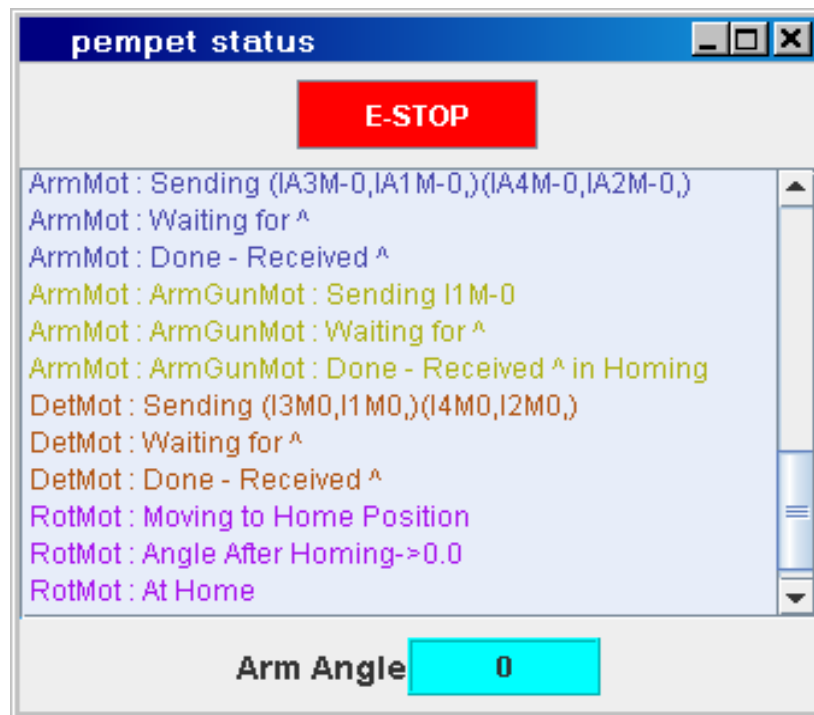 pempet status
E-STOP
ArmMot : Sending (IA3M-0,IA1M-0,)(IA4M-0,IA2M-0,)
ArmMot : Waiting for ^
ArmMot : Done - Received ^
ArmMot : ArmGunMot : Sending I1M-0
ArmMot : ArmGunMot : Waiting for ^
ArmMot : ArmGunMot : Done - Received ^ in Homing
DetMot : Sending (I3M0,I1M0,)(I4M0,I2M0,)
DetMot : Waiting for ^
DetMot : Done - Received ^
RotMot : Moving to Home Position
RotMot : Angle After Homing->0.0
RotMot : At Home
Arm Angle 0